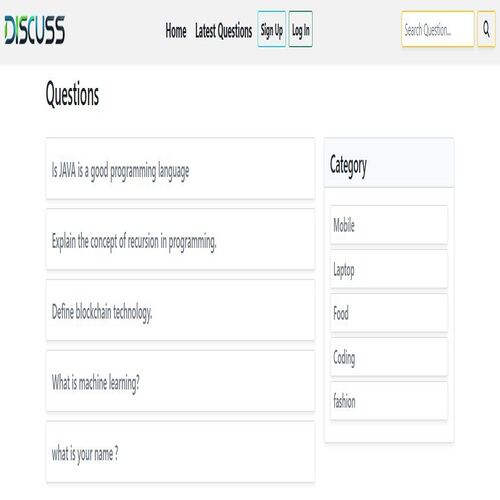 DISCUSS
Home Latest Questions Sign Up Log In Search Question...
Questions
Is JAVA is a good programming language
Explain the concept of recursion in programming.
Define blockchain technology.
What is machine learning?
what is your name ?
Category
Mobile
Laptop
Food
Coding
fashion